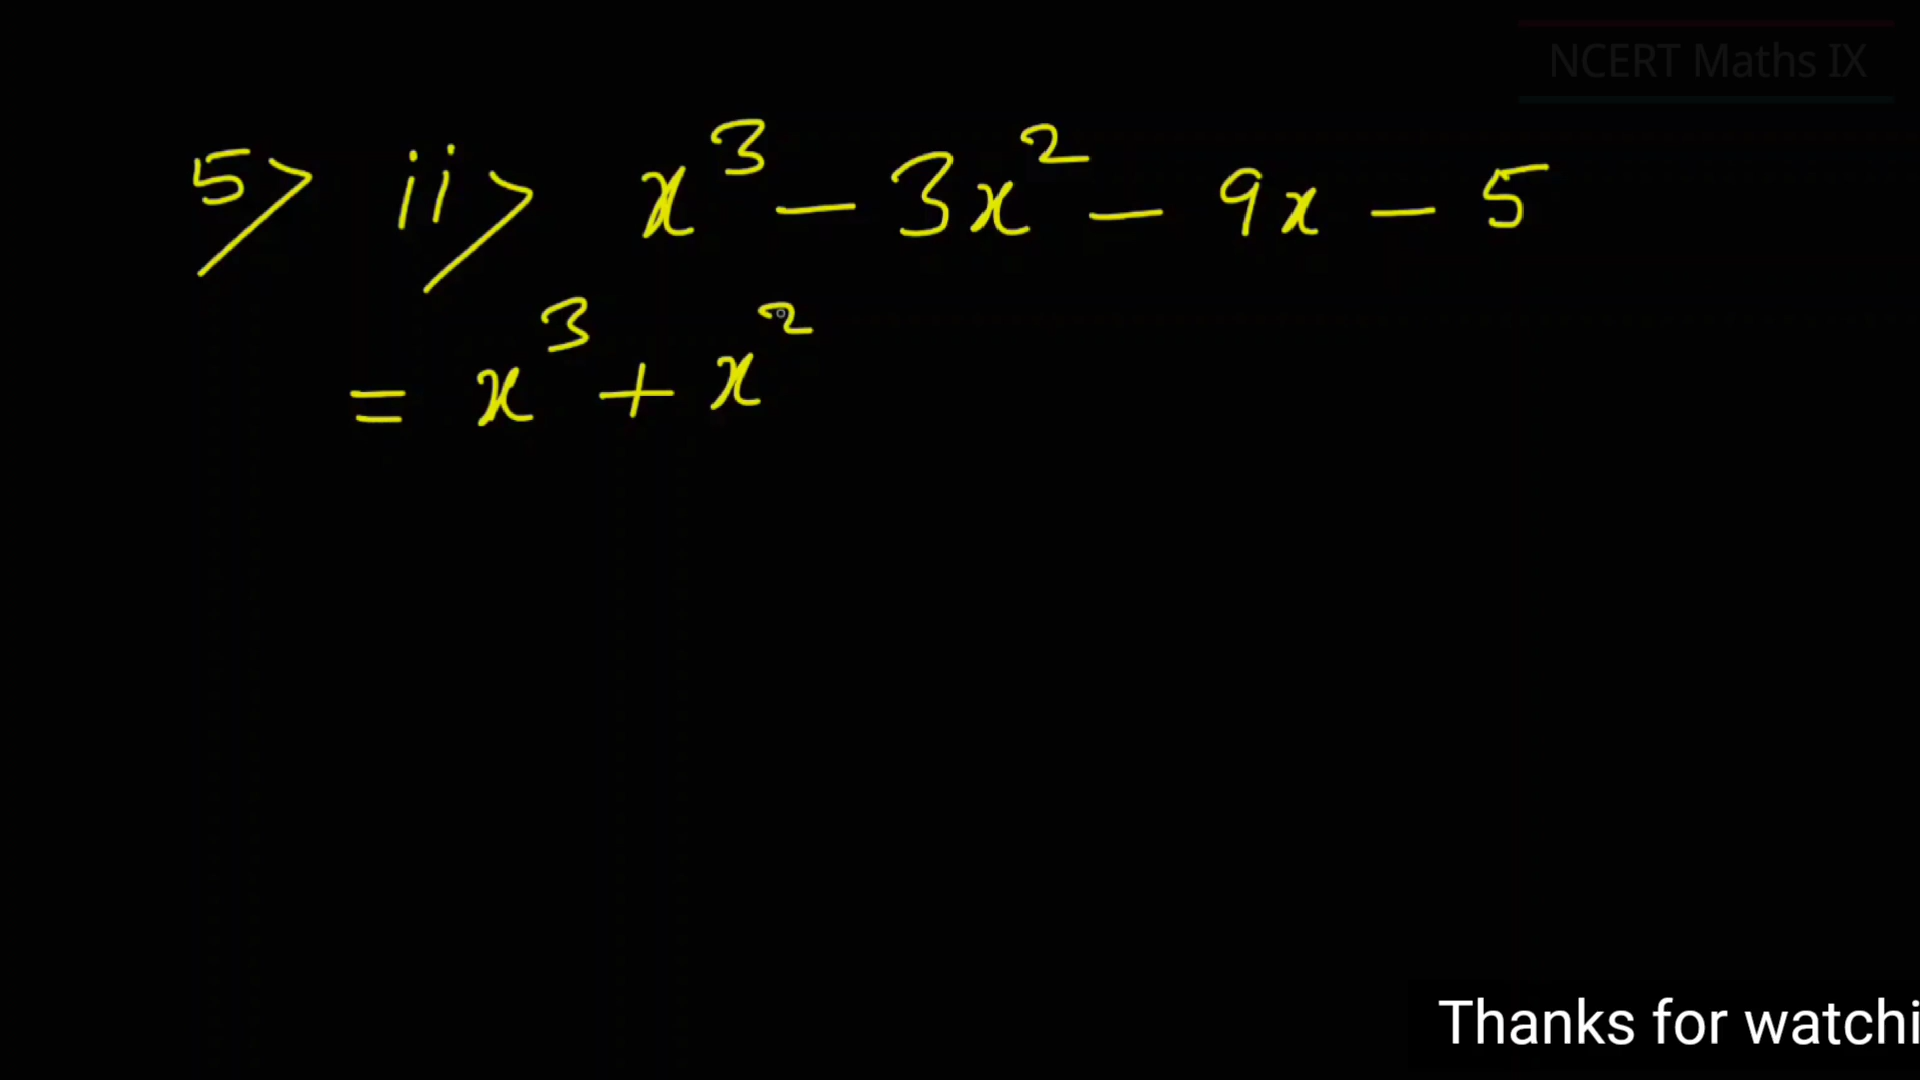 NCERT Maths IX
5> ii> x³ - 3x² - 9x - 5
= x³ + x²
Thanks for watchi